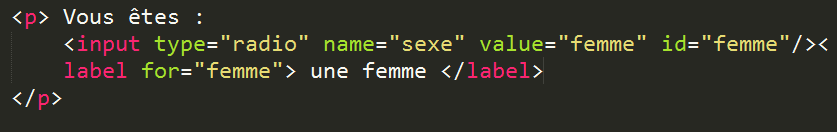 <p> Vous êtes :
<input type="radio" name="sexe" value="femme" id="femme"/><
label for="femme"> une femme </label>
</p>